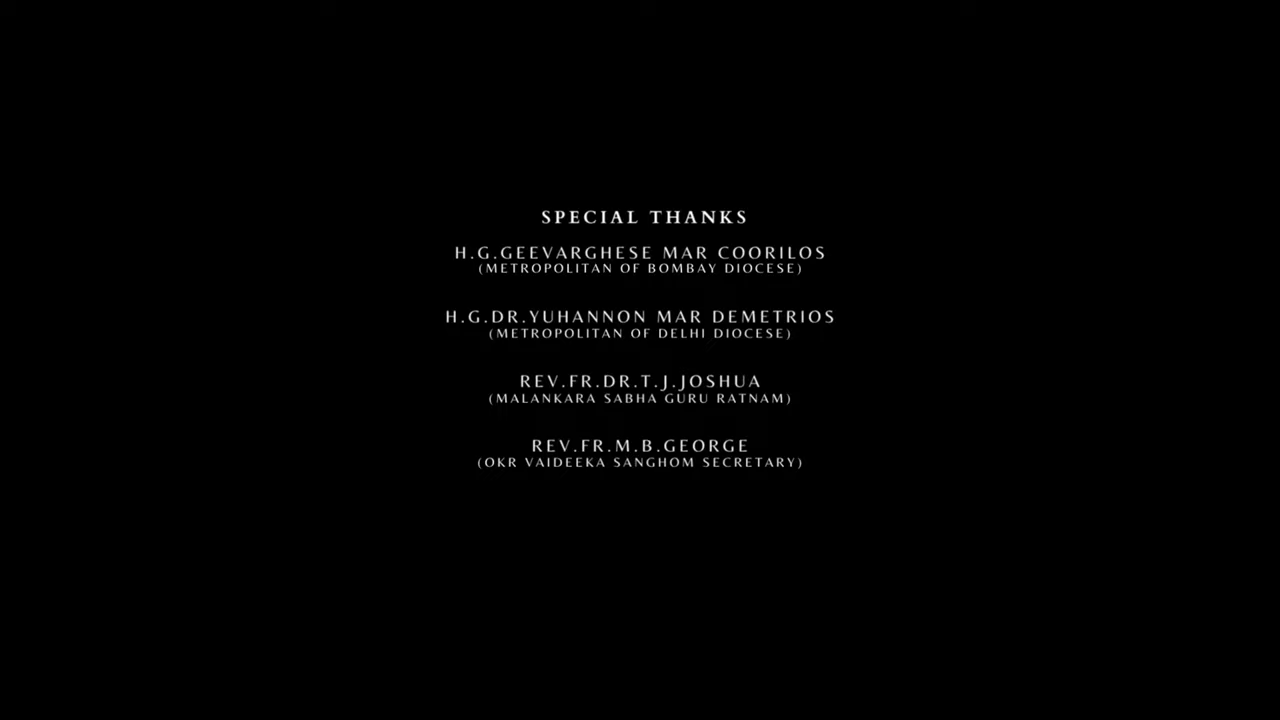 SPECIAL THANKS
H.G.GEEVARGHESE MAR COORILOS
(METROPOLITAN OF BOMBAY DIOCESE)
H.G.DR.YUHANNON MAR DEMETRIOS
(METROPOLITAN OF DELHI DIOCESE)
REV.FR.DR.T.J.JOSHUA
(MALANKARA SABHA GURU RATNAM)
REV.FR.M.B.GEORGE
(OKR VAIDEEKA SANGHOM SECRETARY)